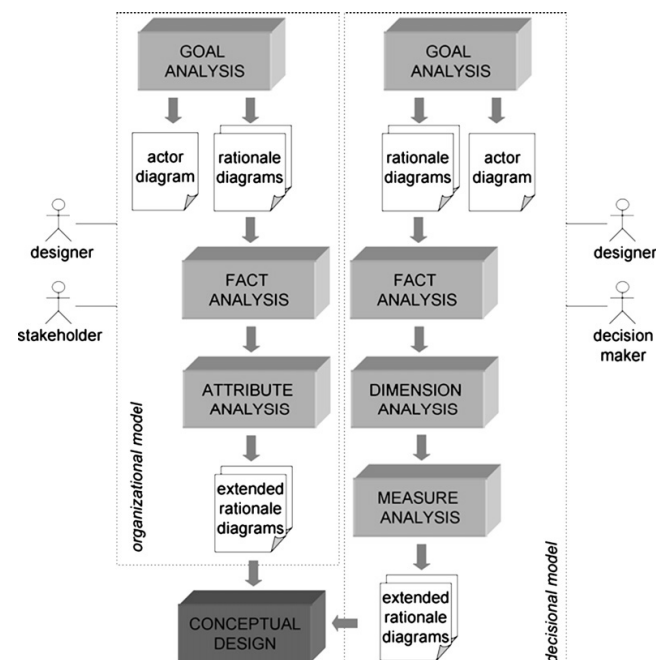 GOAL
ANALYSIS
actor
diagram
rationale
diagrams
designer
stakeholder
FACT
ANALYSIS
ATTRIBUTE
ANALYSIS
extended
rationale
diagrams
organizational model
GOAL
ANALYSIS
rationale
diagrams
actor
diagram
designer
decision
maker
FACT
ANALYSIS
DIMENSION
ANALYSIS
MEASURE
ANALYSIS
extended
rationale
diagrams
decisional model
CONCEPTUAL
DESIGN